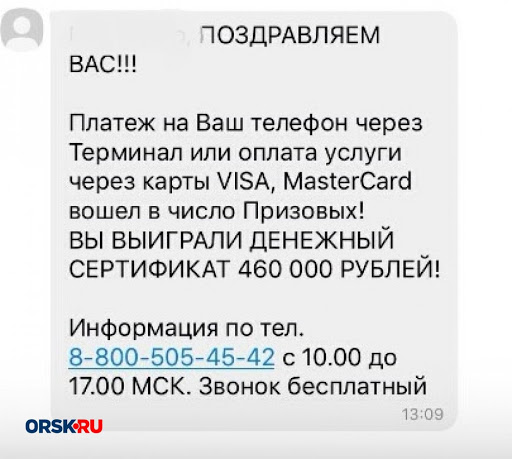 ПОЗДРАВЛЯЕМ
ВАС!!!
Платеж на Ваш телефон через
Терминал или оплата услуги
через карты VISA, MasterCard
вошел в число Призовых!
ВЫ ВЫИГРАЛИ ДЕНЕЖНЫЙ
СЕРТИФИКАТ 460 000 РУБЛЕЙ!
Информация по тел.
8-800-505-45-42 с 10.00 до
17.00 МСК. Звонок бесплатный
13:09
ORSK.RU